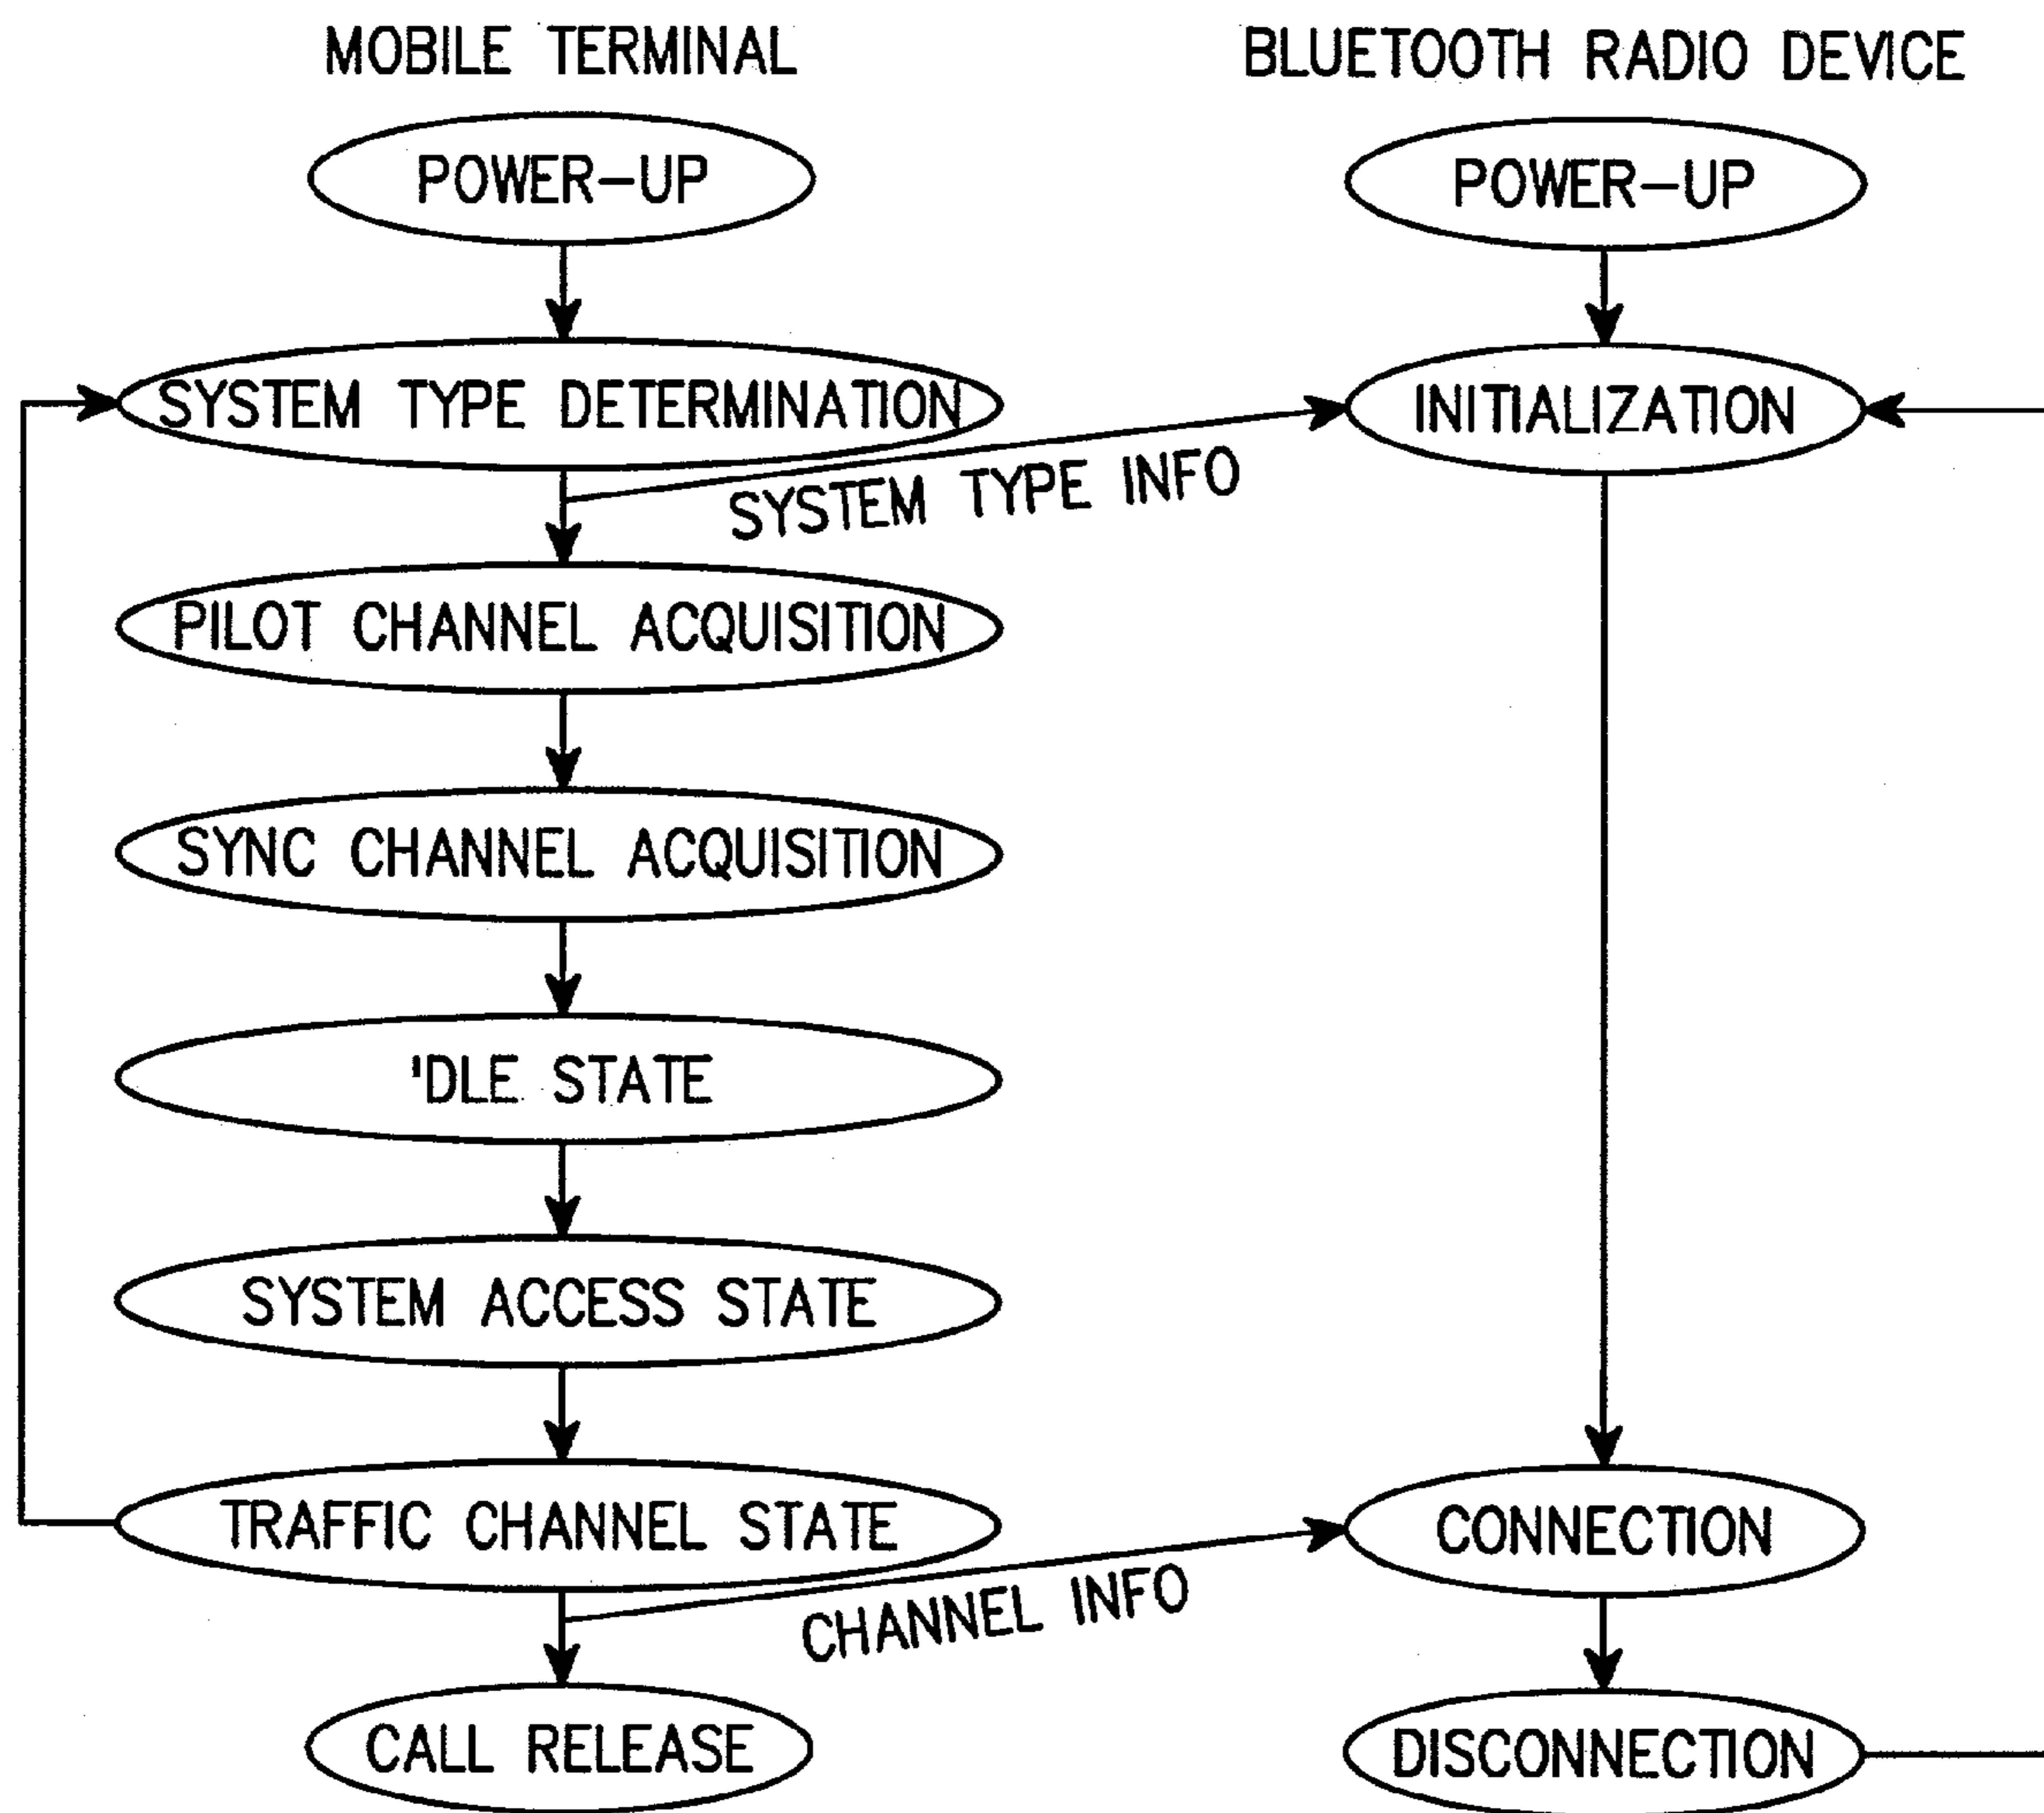 MOBILE TERMINAL
BLUETOOTH RADIO DEVICE
POWER-UP
POWER-UP
SYSTEM TYPE DETERMINATION
INITIALIZATION
SYSTEM TYPE INFO
PILOT CHANNEL ACQUISITION
SYNC CHANNEL ACQUISITION
IDLE STATE
SYSTEM ACCESS STATE
TRAFFIC CHANNEL STATE
CONNECTION
CHANNEL INFO
CALL RELEASE
DISCONNECTION